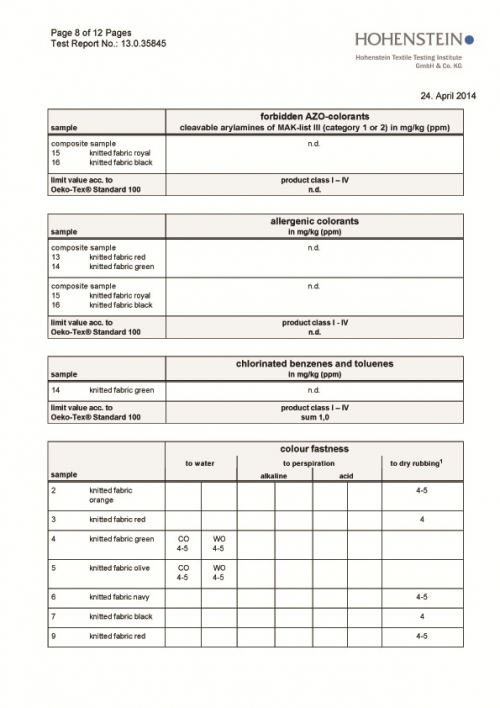 Page 8 of 12 Pages
Test Report No.: 13.0.35845
HOHENSTEIN
Hohenstein Textile Testing Institute
GmbH & Co. KG
24. April 2014
forbidden AZO-colorants
sample cleavable arylamines of MAK-list III (category 1 or 2) in mg/kg (ppm)
composite sample n.d.
15 knitted fabric royal
16 knitted fabric black
limit value acc. to product class I – IV
Oeko-Tex® Standard 100 n.d.
allergenic colorants
sample in mg/kg (ppm)
composite sample n.d.
13 knitted fabric red
14 knitted fabric green
composite sample n.d.
15 knitted fabric royal
16 knitted fabric black
limit value acc. to product class I - IV
Oeko-Tex® Standard 100 n.d.
chlorinated benzenes and toluenes
sample in mg/kg (ppm)
14 knitted fabric green n.d.
limit value acc. to product class I – IV
Oeko-Tex® Standard 100 sum 1,0
colour fastness
to water to perspiration to dry rubbing¹
sample alkaline acid
2 knitted fabric 4-5
orange
3 knitted fabric red 4
4 knitted fabric green CO WO
4-5 4-5
5 knitted fabric olive CO WO
4-5 4-5
6 knitted fabric navy 4-5
7 knitted fabric black 4
9 knitted fabric red 4-5